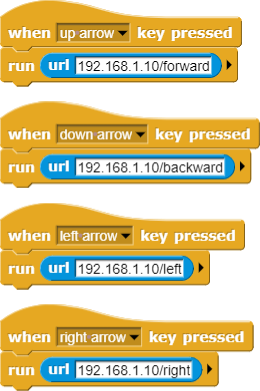 when up arrow key pressed
run url 192.168.1.10/forward
when down arrow key pressed
run url 192.168.1.10/backward
when left arrow key pressed
run url 192.168.1.10/left
when right arrow key pressed
run url 192.168.1.10/right